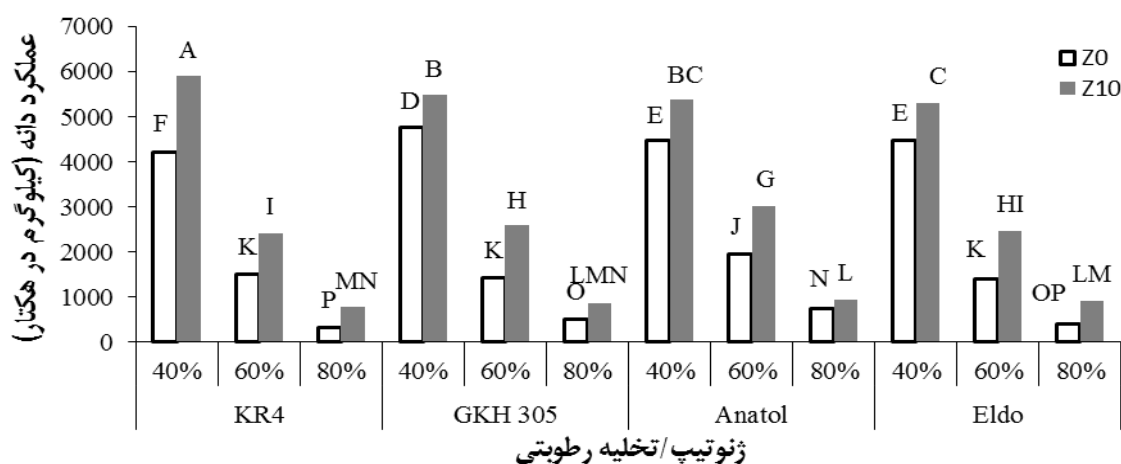 عملکرد دانه (کیلوگرم در هکتار)
7000
6000
5000
4000
3000
2000
1000
0
F A K I P MN D B K H O LMN E BC J G N L E C K HI OP LM
Z0
Z10
40% 60% 80% 40% 60% 80% 40% 60% 80% 40% 60% 80%
KR4 GKH 305 Anatol Eldo
ژنوتیپ/تخلیه رطوبتی